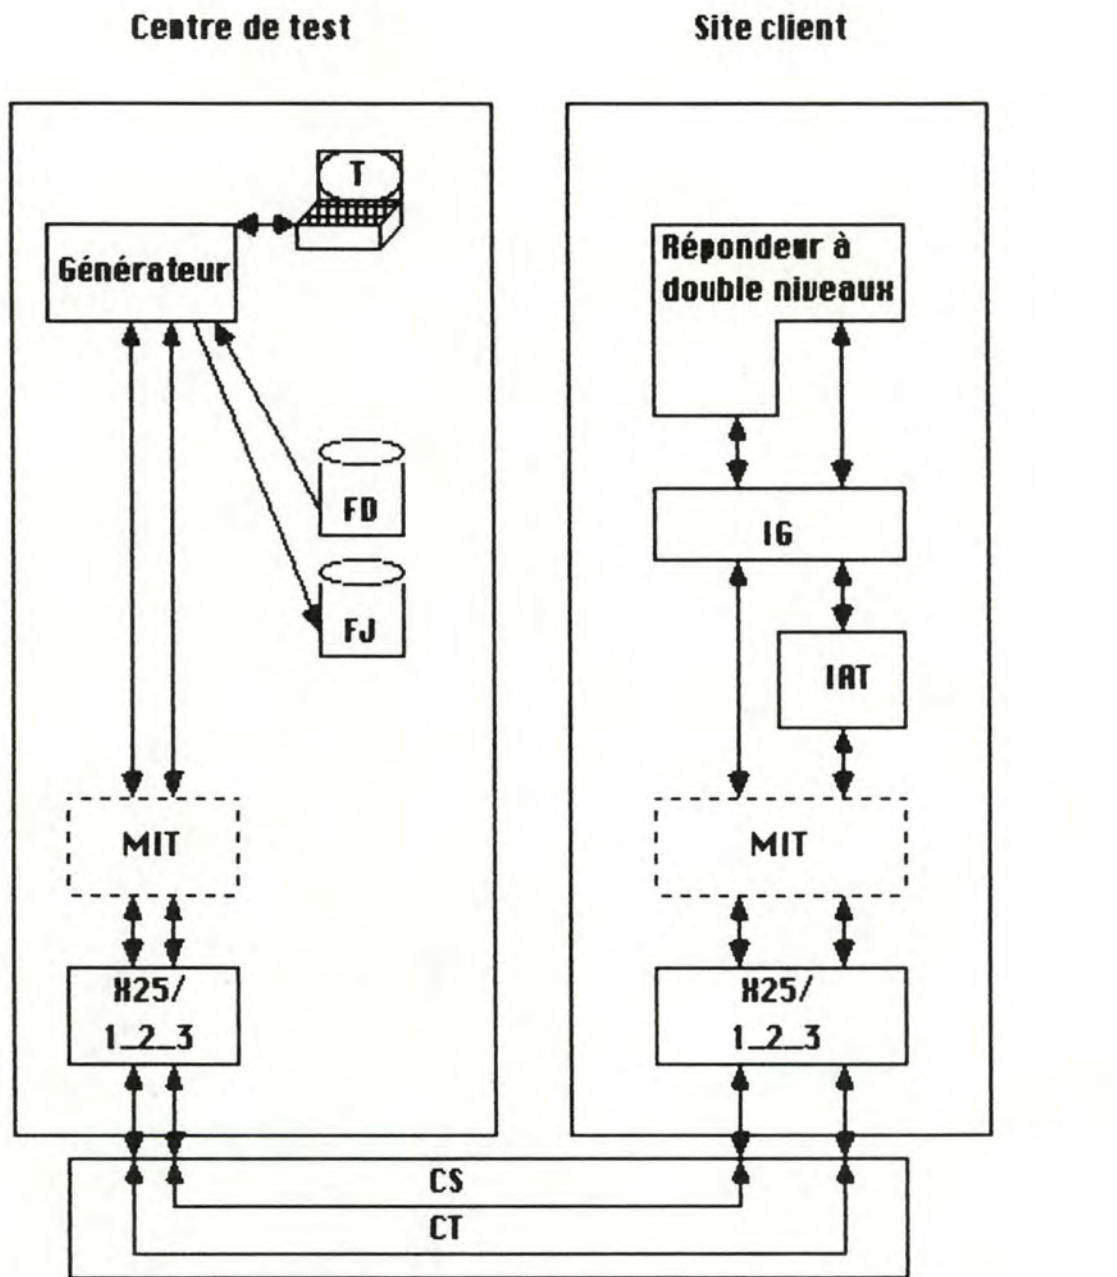 Centre de test
Site client
T
Générateur
FD
FJ
MIT
X25/
1_2_3
Répondeur à
double niveaux
IG
IAT
MIT
X25/
1_2_3
CS
CT